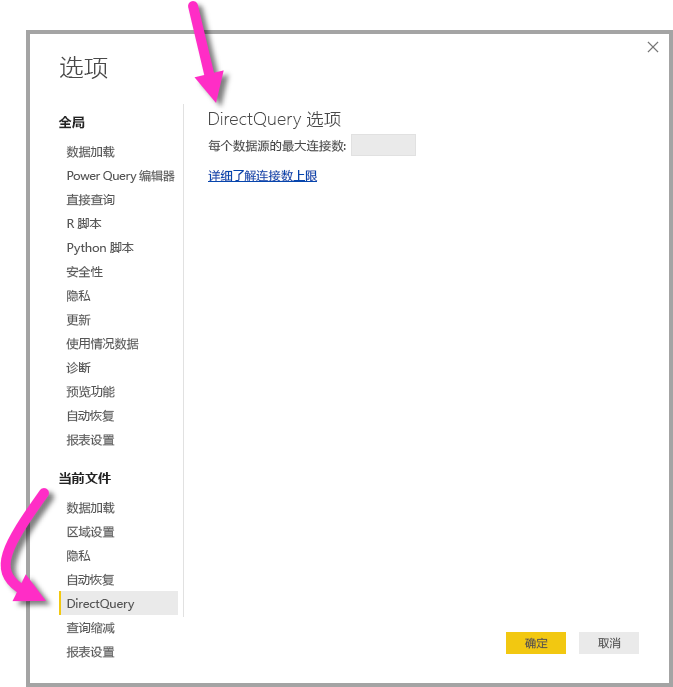 选项
全局
数据加载
Power Query 编辑器
直接查询
R 脚本
Python 脚本
安全性
隐私
更新
使用情况数据
诊断
预览功能
自动恢复
报表设置
当前文件
数据加载
区域设置
隐私
自动恢复
DirectQuery
查询缩减
报表设置
DirectQuery 选项
每个数据源的最大连接数:
详细了解连接数上限
确定
取消